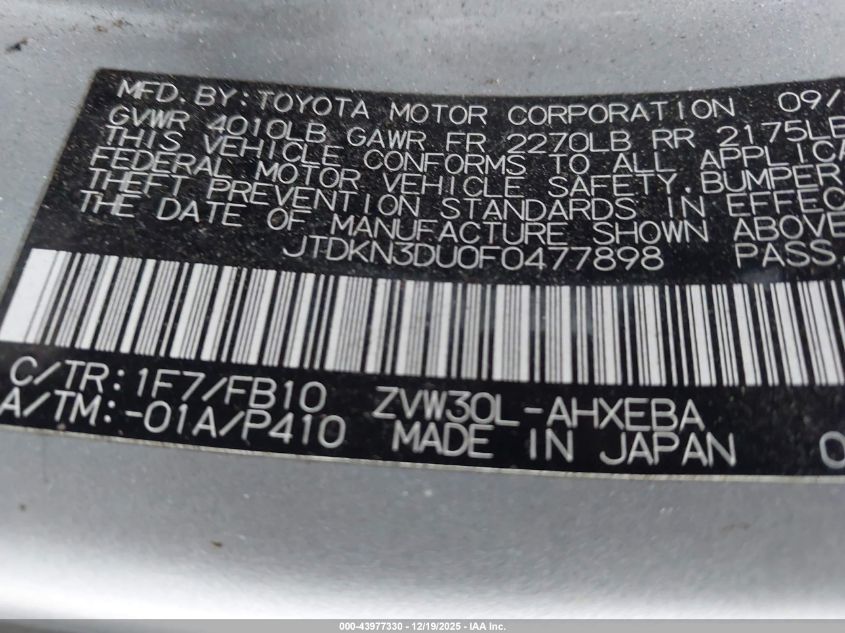 MFD. BY: TOYOTA MOTOR CORPORATION 09/
GVWR 4010LB GAWR FR 2270LB RR 2175LB
THIS VEHICLE CONFORMS TO ALL APPLICA
FEDERAL MOTOR VEHICLE SAFETY, BUMPER
THEFT PREVENTION STANDARDS IN EFFEC
THE DATE OF MANUFACTURE SHOWN ABOVE
JTDKN3DU0F0477898 PASS.
C/TR: 1F7/FB10 ZVW30L-AHXEBA
A/TM: -01A/P410 MADE IN JAPAN
000-43977330 | 12/19/2025 - IAA Inc.